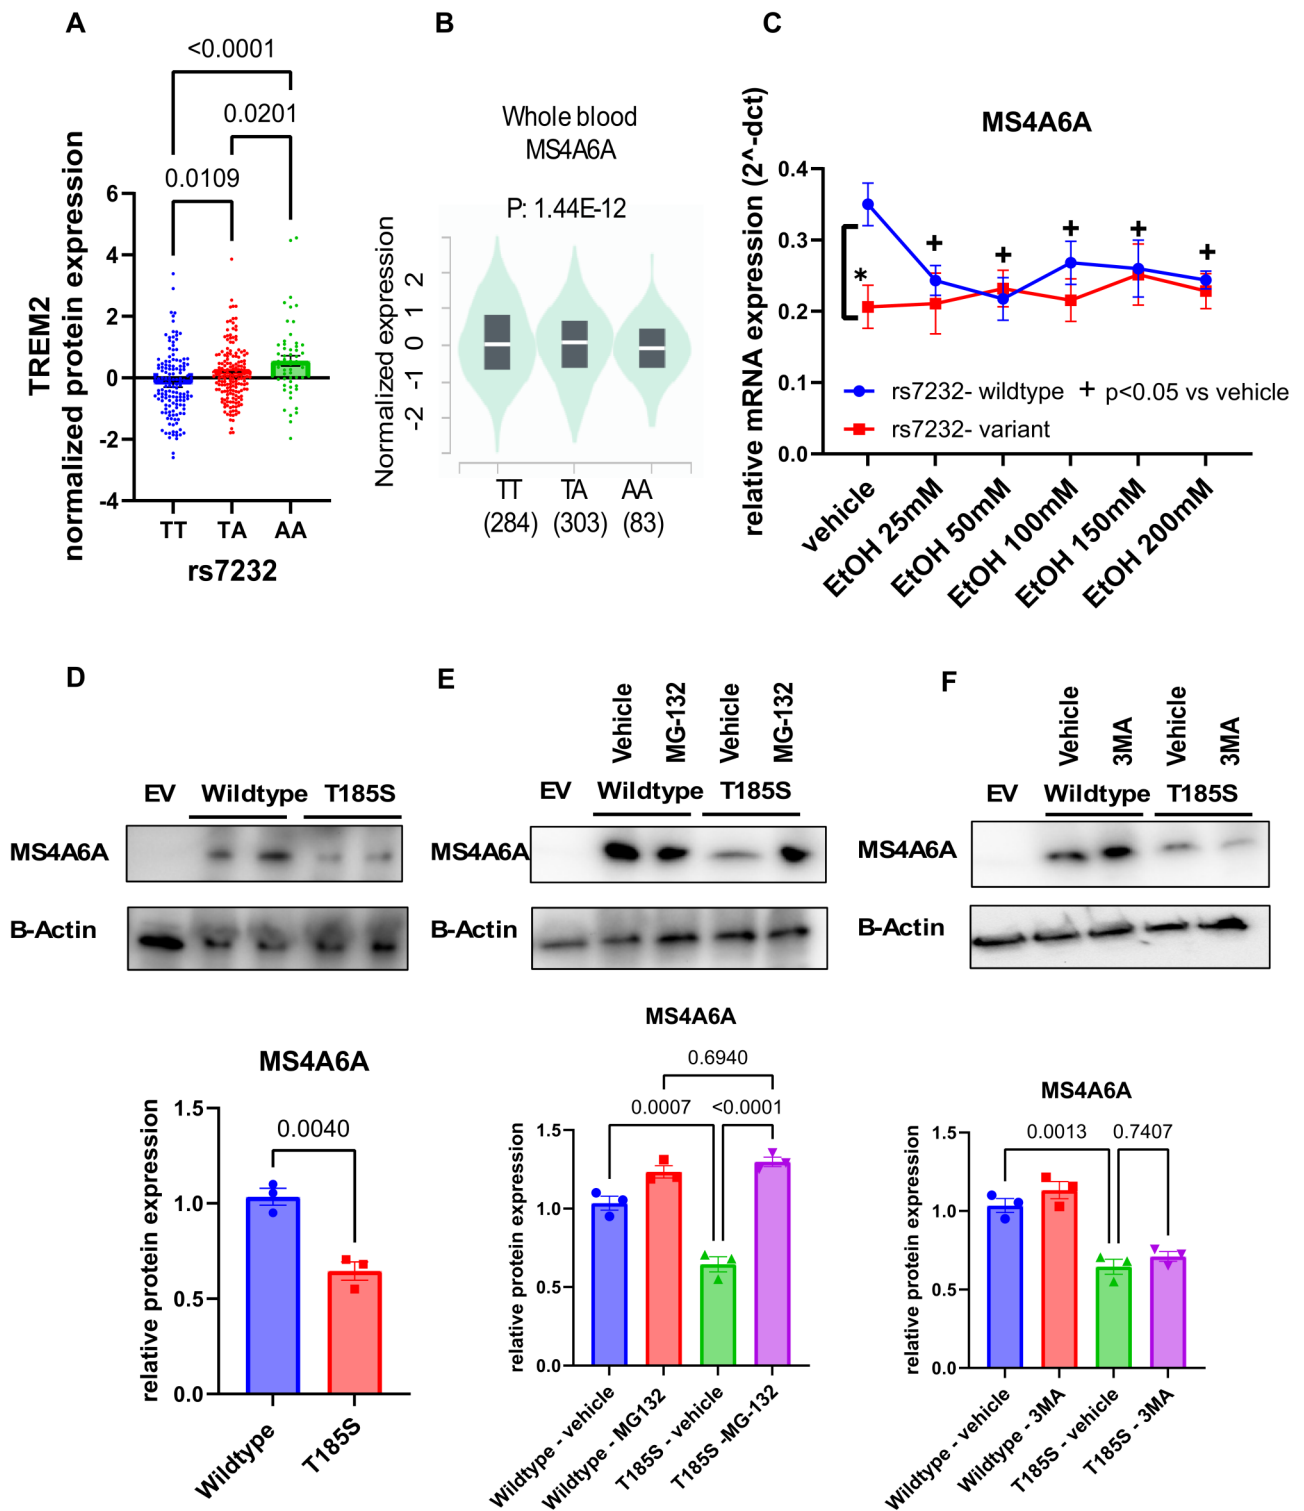 A
<0.0001
0.0201
0.0109
TREM2
normalized protein expression
6
4
2
0
-2
-4
TT TA AA
rs7232
B
Whole blood
MS4A6A
P: 1.44E-12
Normalized expression
2
1
0
-1
-2
TT TA AA
(284) (303) (83)
C
MS4A6A
relative mRNA expression (2^-dct)
0.4
0.3
0.2
0.1
0.0
+ + + + +
*
rs7232- wildtype + p<0.05 vs vehicle
rs7232- variant
vehicle
EtOH 25mM
EtOH 50mM
EtOH 100mM
EtOH 150mM
EtOH 200mM
D
EV Wildtype T185S
MS4A6A
B-Actin
MS4A6A
0.0040
relative protein expression
1.5
1.0
0.5
0.0
Wildtype
T185S
E
Vehicle
MG-132
Vehicle
MG-132
EV Wildtype T185S
MS4A6A
B-Actin
MS4A6A
0.6940
0.0007 <0.0001
relative protein expression
1.5
1.0
0.5
0.0
Wildtype - vehicle
Wildtype - MG132
T185S - vehicle
T185S -MG-132
F
Vehicle
3MA
Vehicle
3MA
EV Wildtype T185S
MS4A6A
B-Actin
MS4A6A
0.0013 0.7407
relative protein expression
1.5
1.0
0.5
0.0
Wildtype - vehicle
Wildtype - 3MA
T185S - vehicle
T185S - 3MA